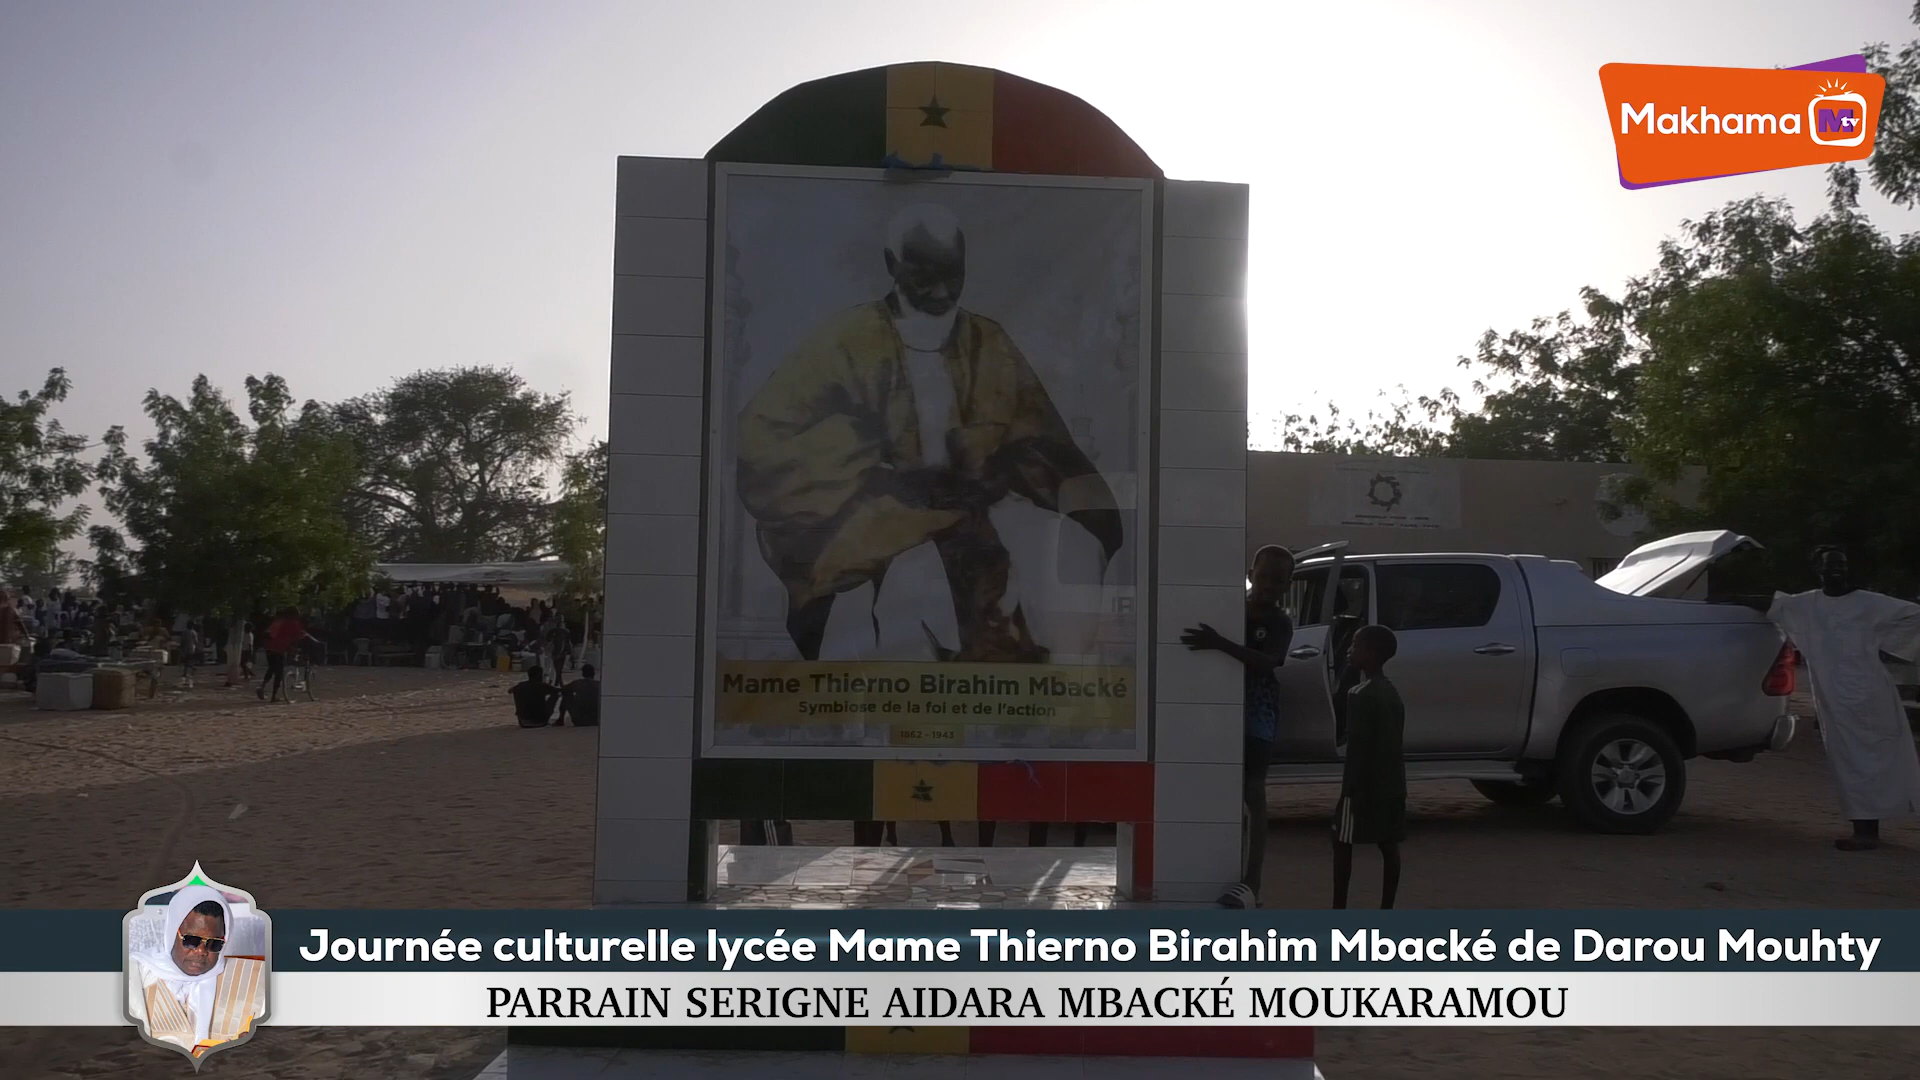 Makhama
M tv
Mame Thierno Birahim Mbacké
Symbiose de la foi et de l'action
1862 - 1943
Journée culturelle lycée Mame Thierno Birahim Mbacké de Darou Mouhty
PARRAIN SERIGNE AIDARA MBACKÉ MOUKARAMOU